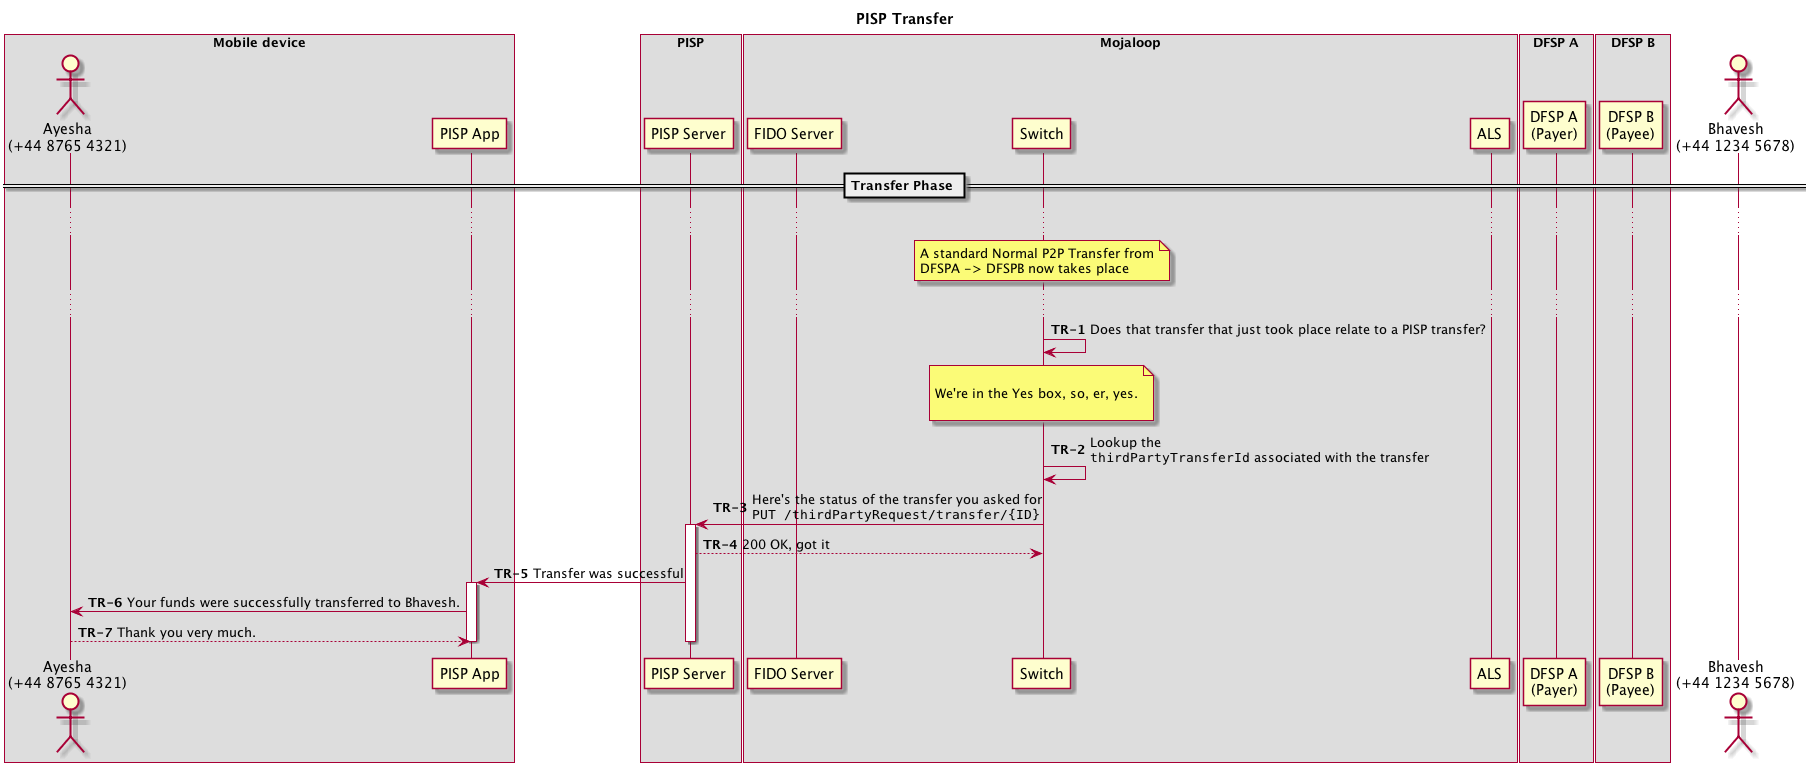 PISP Transfer
Mobile device
PISP
Mojaloop
DFSP A
DFSP B
Ayesha
(+44 8765 4321)
PISP App
PISP Server
FIDO Server
Switch
ALS
DFSP A
(Payer)
DFSP B
(Payee)
Bhavesh
(+44 1234 5678)
Transfer Phase
A standard Normal P2P Transfer from
DFSPA -> DFSPB now takes place
TR-1 Does that transfer that just took place relate to a PISP transfer?
We're in the Yes box, so, er, yes.
TR-2 Lookup the
thirdPartyTransferId associated with the transfer
TR-3 Here's the status of the transfer you asked for
PUT /thirdPartyRequest/transfer/{ID}
TR-4 200 OK, got it
TR-5 Transfer was successful
TR-6 Your funds were successfully transferred to Bhavesh.
TR-7 Thank you very much.
Ayesha
(+44 8765 4321)
PISP App
PISP Server
FIDO Server
Switch
ALS
DFSP A
(Payer)
DFSP B
(Payee)
Bhavesh
(+44 1234 5678)